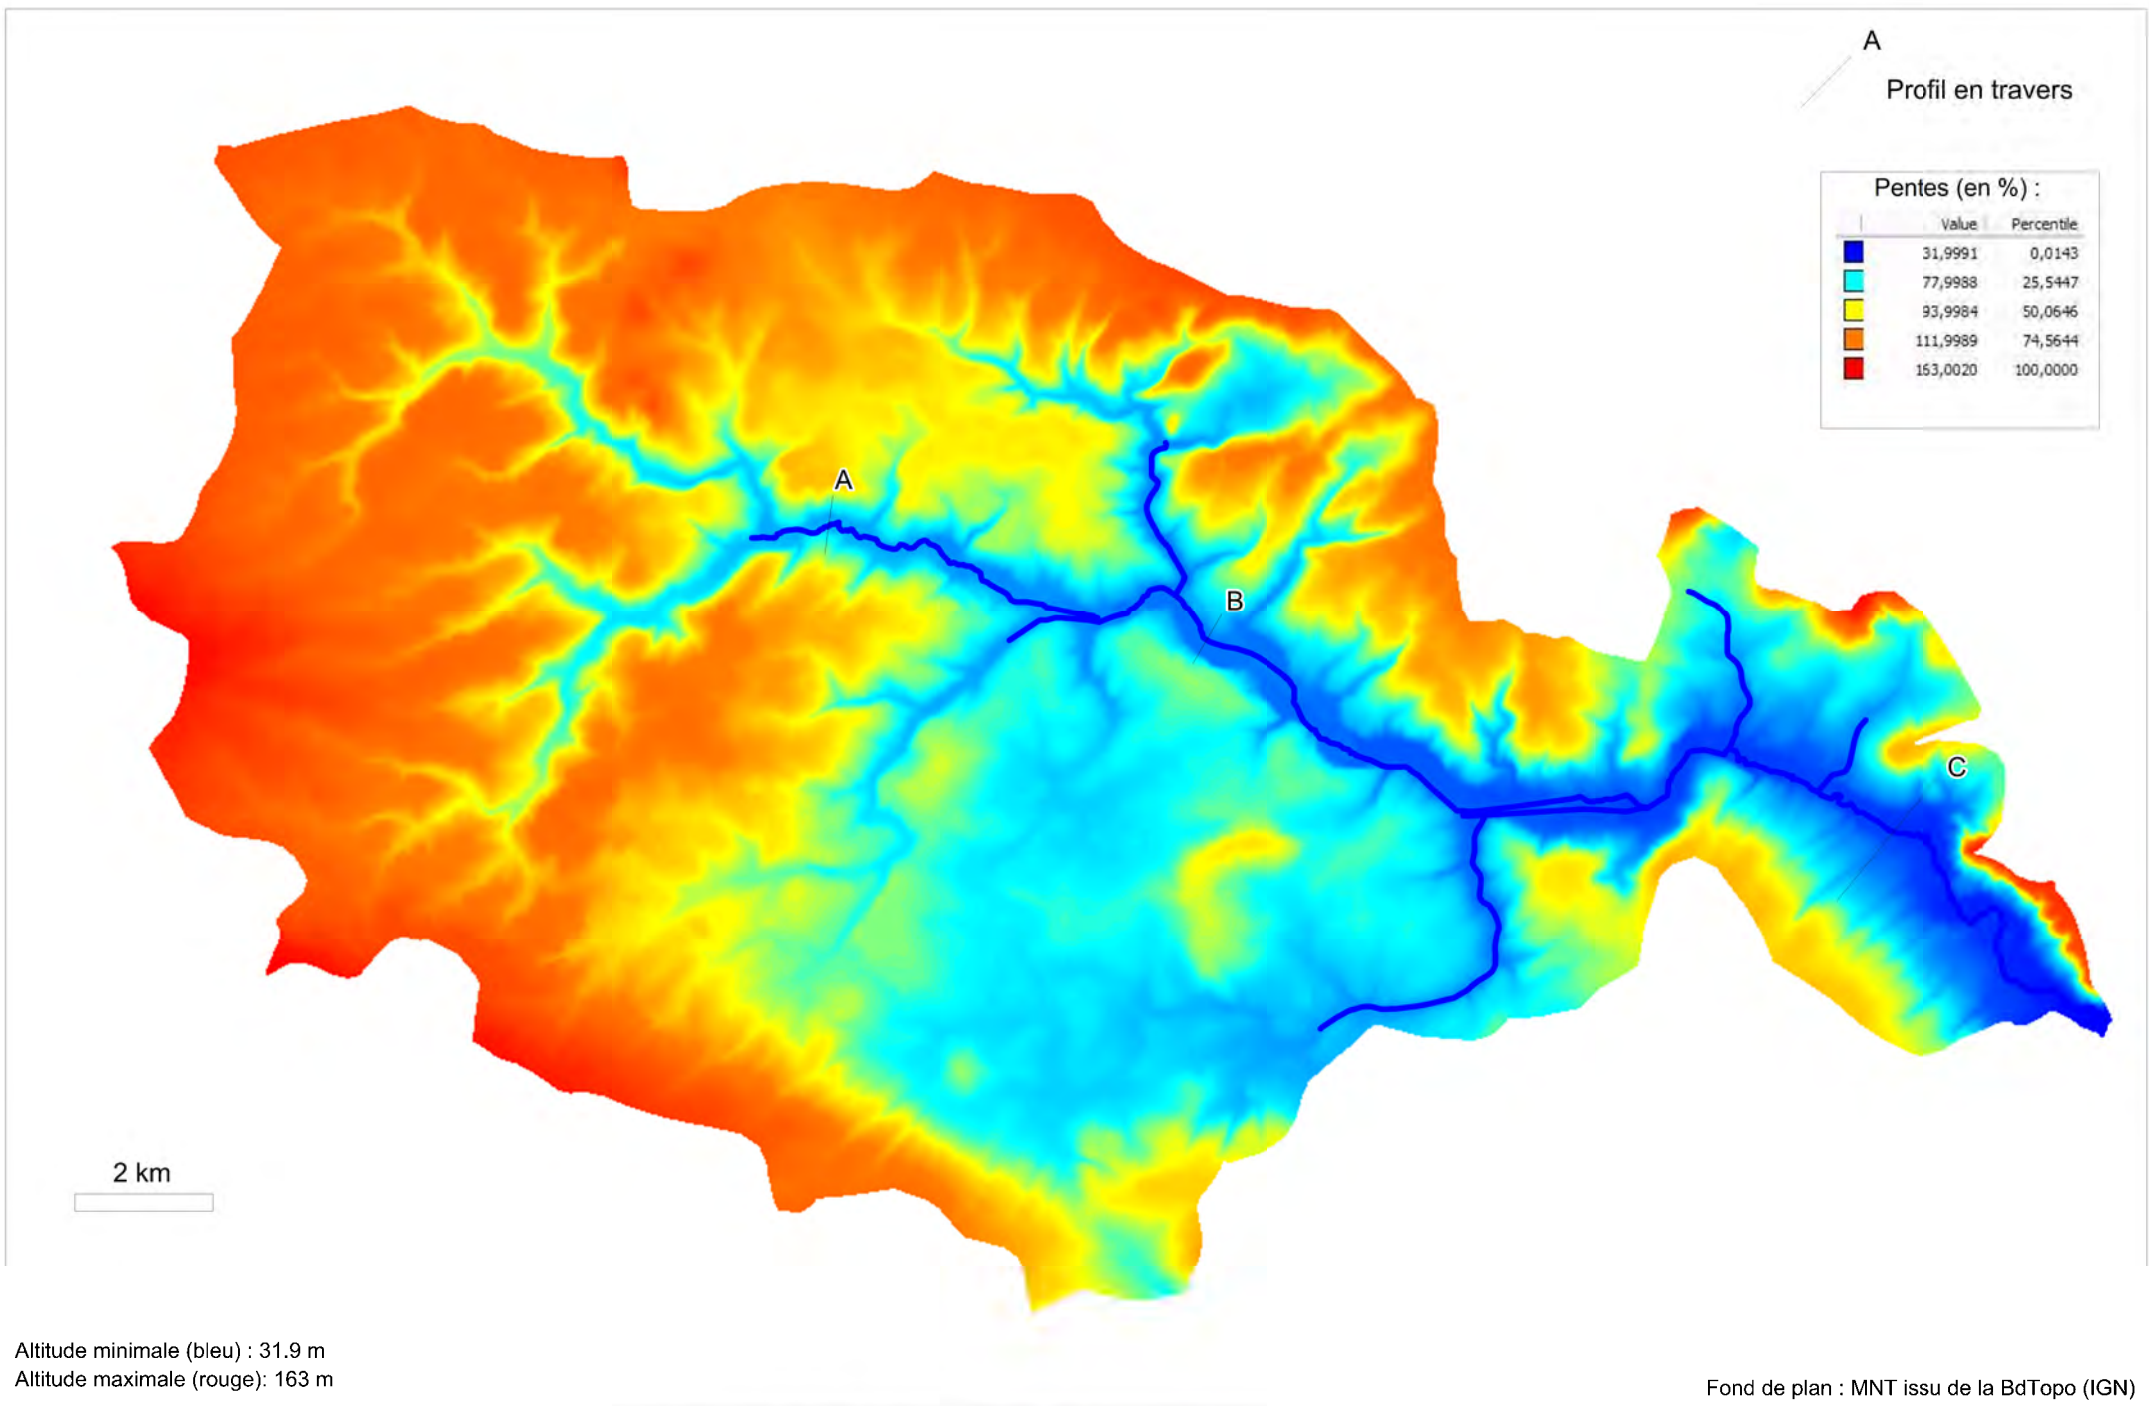 A
Profil en travers
Pentes (en %) :
Value Percentile
31,9991 0,0143
77,9988 25,5447
93,9984 50,0646
111,9989 74,5644
153,0020 100,0000
A
B
C
2 km
Altitude minimale (bleu) : 31.9 m
Altitude maximale (rouge): 163 m
Fond de plan : MNT issu de la BdTopo (IGN)